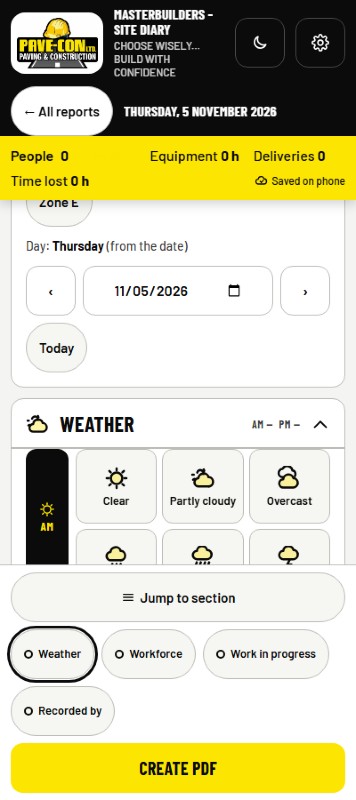 PAVE-CON LTD.
PAVING & CONSTRUCTION
MASTERBUILDERS –
SITE DIARY
CHOOSE WISELY...
BUILD WITH
CONFIDENCE
← All reports
THURSDAY, 5 NOVEMBER 2026
People 0
Equipment 0 h
Deliveries 0
Time lost 0 h
Saved on phone
Zone E
Day: Thursday (from the date)
‹
11/05/2026
›
Today
WEATHER
AM – PM –
AM
Clear
Partly cloudy
Overcast
Jump to section
Weather
Workforce
Work in progress
Recorded by
CREATE PDF